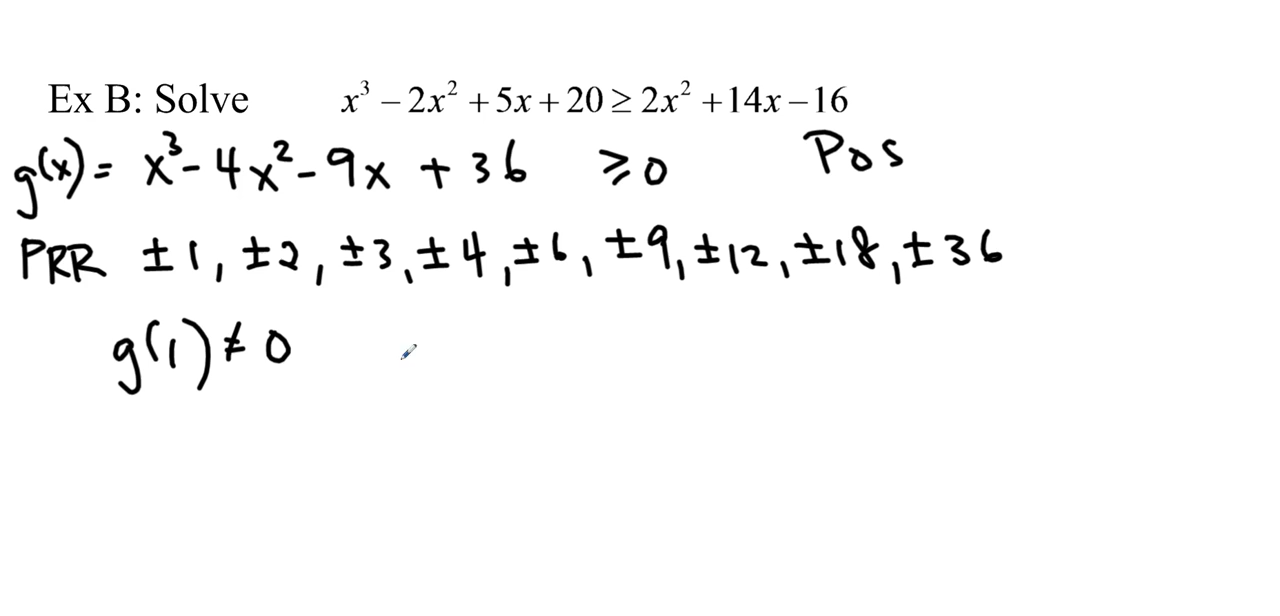 Ex B: Solve x³ − 2x² + 5x + 20 ≥ 2x² + 14x − 16
g(x) = x³ - 4x² - 9x + 36 ≥ 0 Pos
PRR ±1, ±2, ±3, ±4, ±6, ±9, ±12, ±18, ±36
g(1) ≠ 0